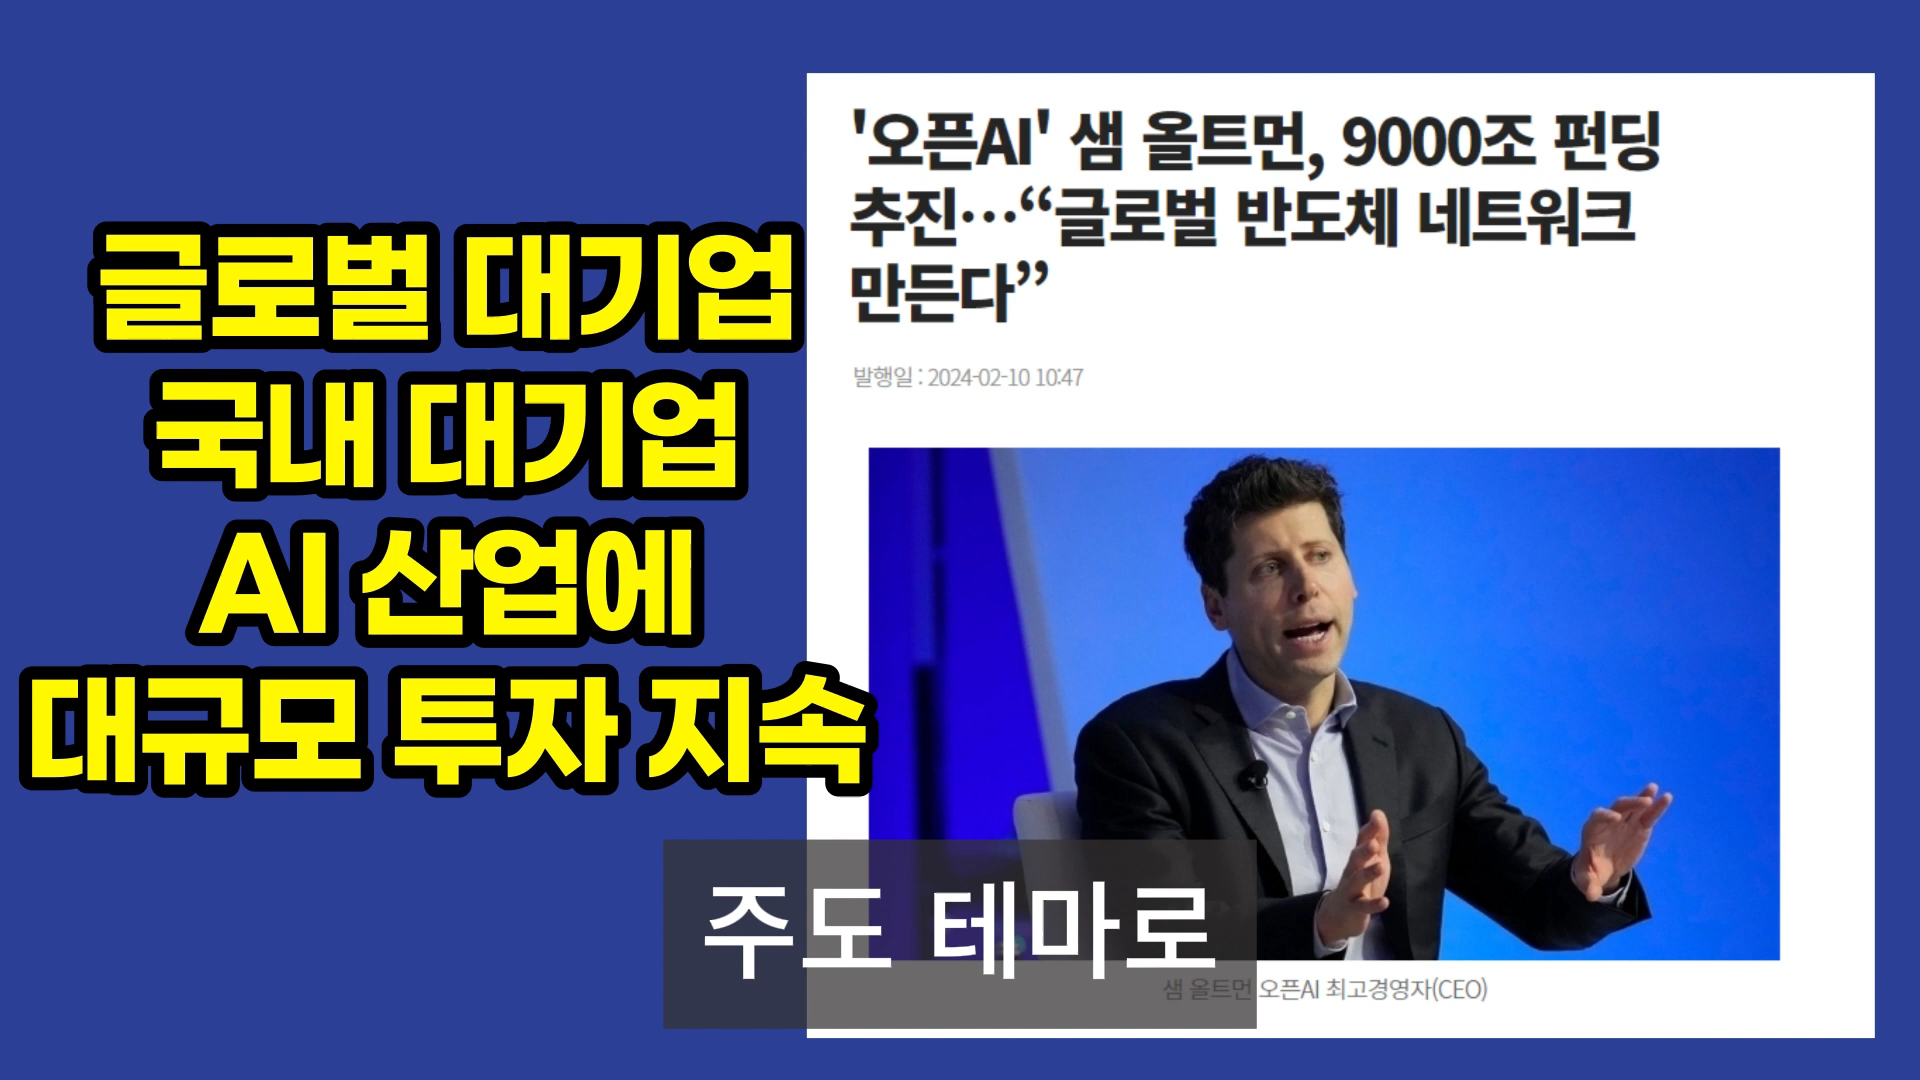 글로벌 대기업
국내 대기업
AI 산업에
대규모 투자 지속
'오픈AI' 샘 올트먼, 9000조 펀딩
추진…“글로벌 반도체 네트워크
만든다”
발행일 : 2024-02-10 10:47
샘 올트먼 오픈AI 최고경영자(CEO)
주도 테마로